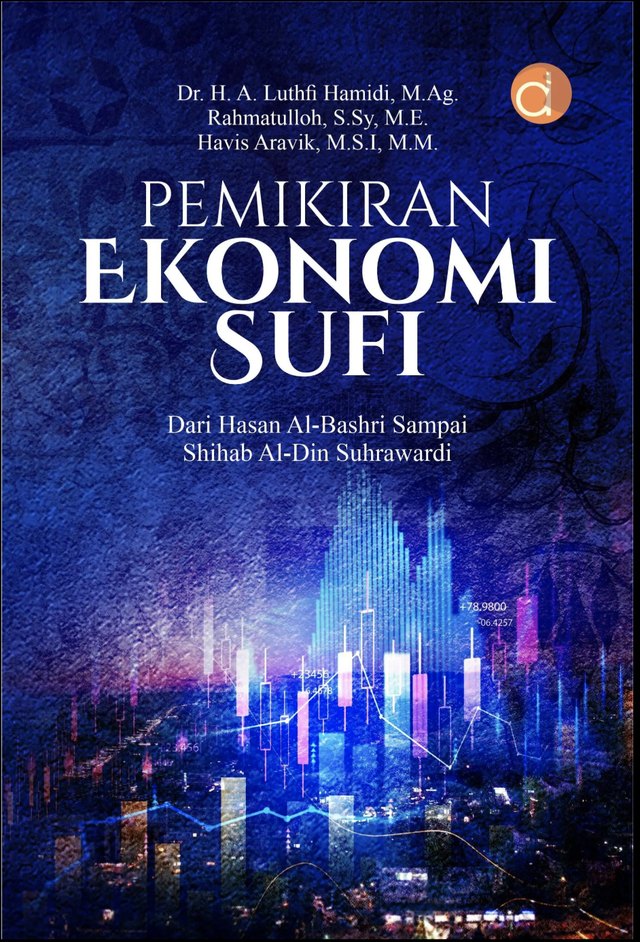 Dr. H. A. Luthfi Hamidi, M.Ag.
Rahmatulloh, S.Sy, M.E.
Havis Aravik, M.S.I, M.M.
PEMIKIRAN
EKONOMI
SUFI
Dari Hasan Al-Bashri Sampai
Shihab Al-Din Suhrawardi
+78.9800
-06.4257
+23456